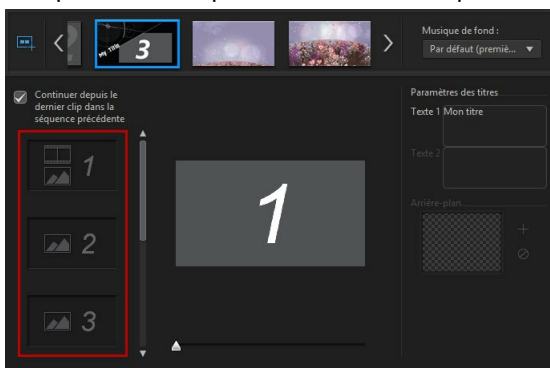 Musique de fond :
My Title
3
Par défaut (premiè...
Continuer depuis le
dernier clip dans la
séquence précédente
Paramètres des titres
Texte 1 Mon titre
1
Texte 2
1
Arrière-plan
2
3